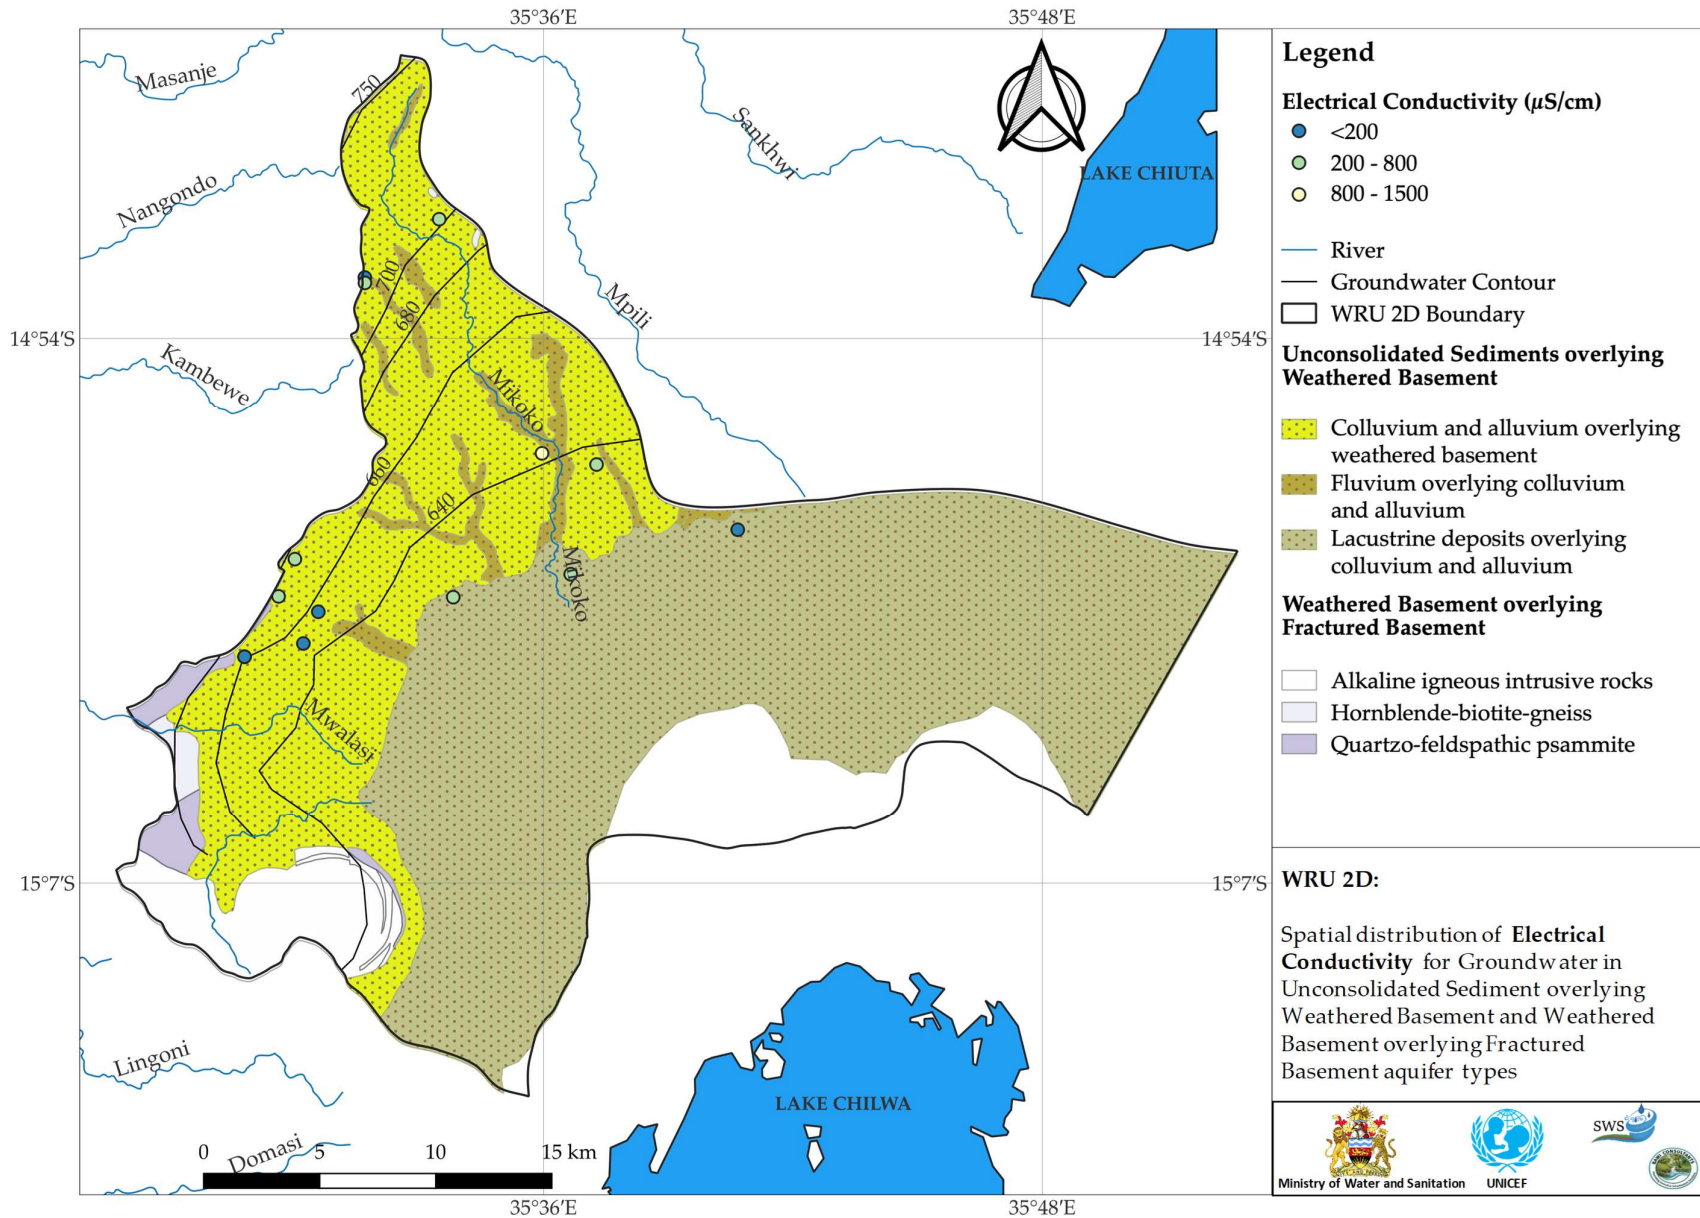 35°36′E
35°48′E
Masanje
750
Sankhwi
LAKE CHIUTA
Nangondo
700
680
Mpili
14°54′S
14°54′S
Kambewe
Mikoko
660
640
Mikoko
Mwalasi
15°7′S
15°7′S
Lingoni
LAKE CHILWA
Domasi
0
5
10
15 km
35°36′E
35°48′E
Legend
Electrical Conductivity (µS/cm)
<200
200 - 800
800 - 1500
River
Groundwater Contour
WRU 2D Boundary
Unconsolidated Sediments overlying
Weathered Basement
Colluvium and alluvium overlying
weathered basement
Fluvium overlying colluvium
and alluvium
Lacustrine deposits overlying
colluvium and alluvium
Weathered Basement overlying
Fractured Basement
Alkaline igneous intrusive rocks
Hornblende-biotite-gneiss
Quartzo-feldspathic psammite
WRU 2D:
Spatial distribution of Electrical
Conductivity for Groundwater in
Unconsolidated Sediment overlying
Weathered Basement and Weathered
Basement overlying Fractured
Basement aquifer types
SWS
Ministry of Water and Sanitation
UNICEF